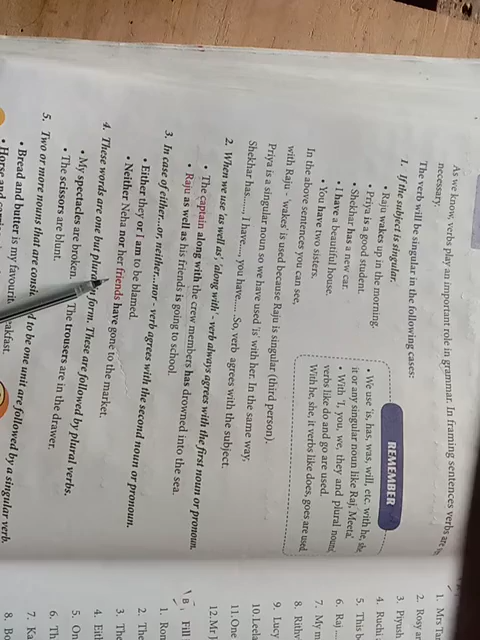 As we know, verbs play an important role in grammar. In framing sentences verbs are
necessary.
The verb will be singular in the following cases:
1. If the subject is singular.
• Raju wakes up in the morning.
• Priya is a good student.
• Shekhar has a new car.
• I have a beautiful house.
• You have two sisters.
REMEMBER
• We use 'is, has, was, will, etc. with he, she
it or any singular noun like Raj, Meeta.
• With 'I, you, we, they and plural noun
verbs like do and go are used.
With he, she, it verbs like does, goes are used
In the above sentences you can see,
with Raju - 'wakes' is used because Raju is singular (third person).
Priya is a singular noun so we have used 'is' with her. In the same way,
Shekhar has...., I have...., you have...... So, verb agrees with the subject.
2. When we use 'as well as', 'along with' - verb always agrees with the first noun or pronoun.
• The captain along with the crew members has drowned into the sea.
• Raju as well as his friends is going to school.
3. In case of either...or, neither...nor - verb agrees with the second noun or pronoun.
• Either they or I am to be blamed.
• Neither Neha nor her friends have gone to the market.
4. These words are one but plural form. These are followed by plural verbs.
• My spectacles are broken. The trousers are in the drawer.
• The scissors are blunt.
5. Two or more nouns that are to be one unit are followed by a singular verb.
• Bread and butter is my
1. Mrs
2. Rosy
3. Piyu
4. Ruchi
5. This
6. Raj
7. My
8.
9. Lucy
10. Leela
11. One
12. Mr
B Fill
1.
2. The
3. The
4.
5. On
6.
7. Ka
8. Bo